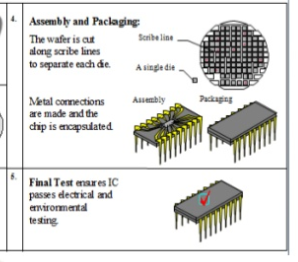 4.
Assembly and Packaging:
The wafer is cut
along scribe lines
to separate each die.
Scribe line
A single die
Metal connections
are made and the
chip is encapsulated.
Assembly
Packaging
5.
Final Test ensures IC
passes electrical and
environmental
testing.